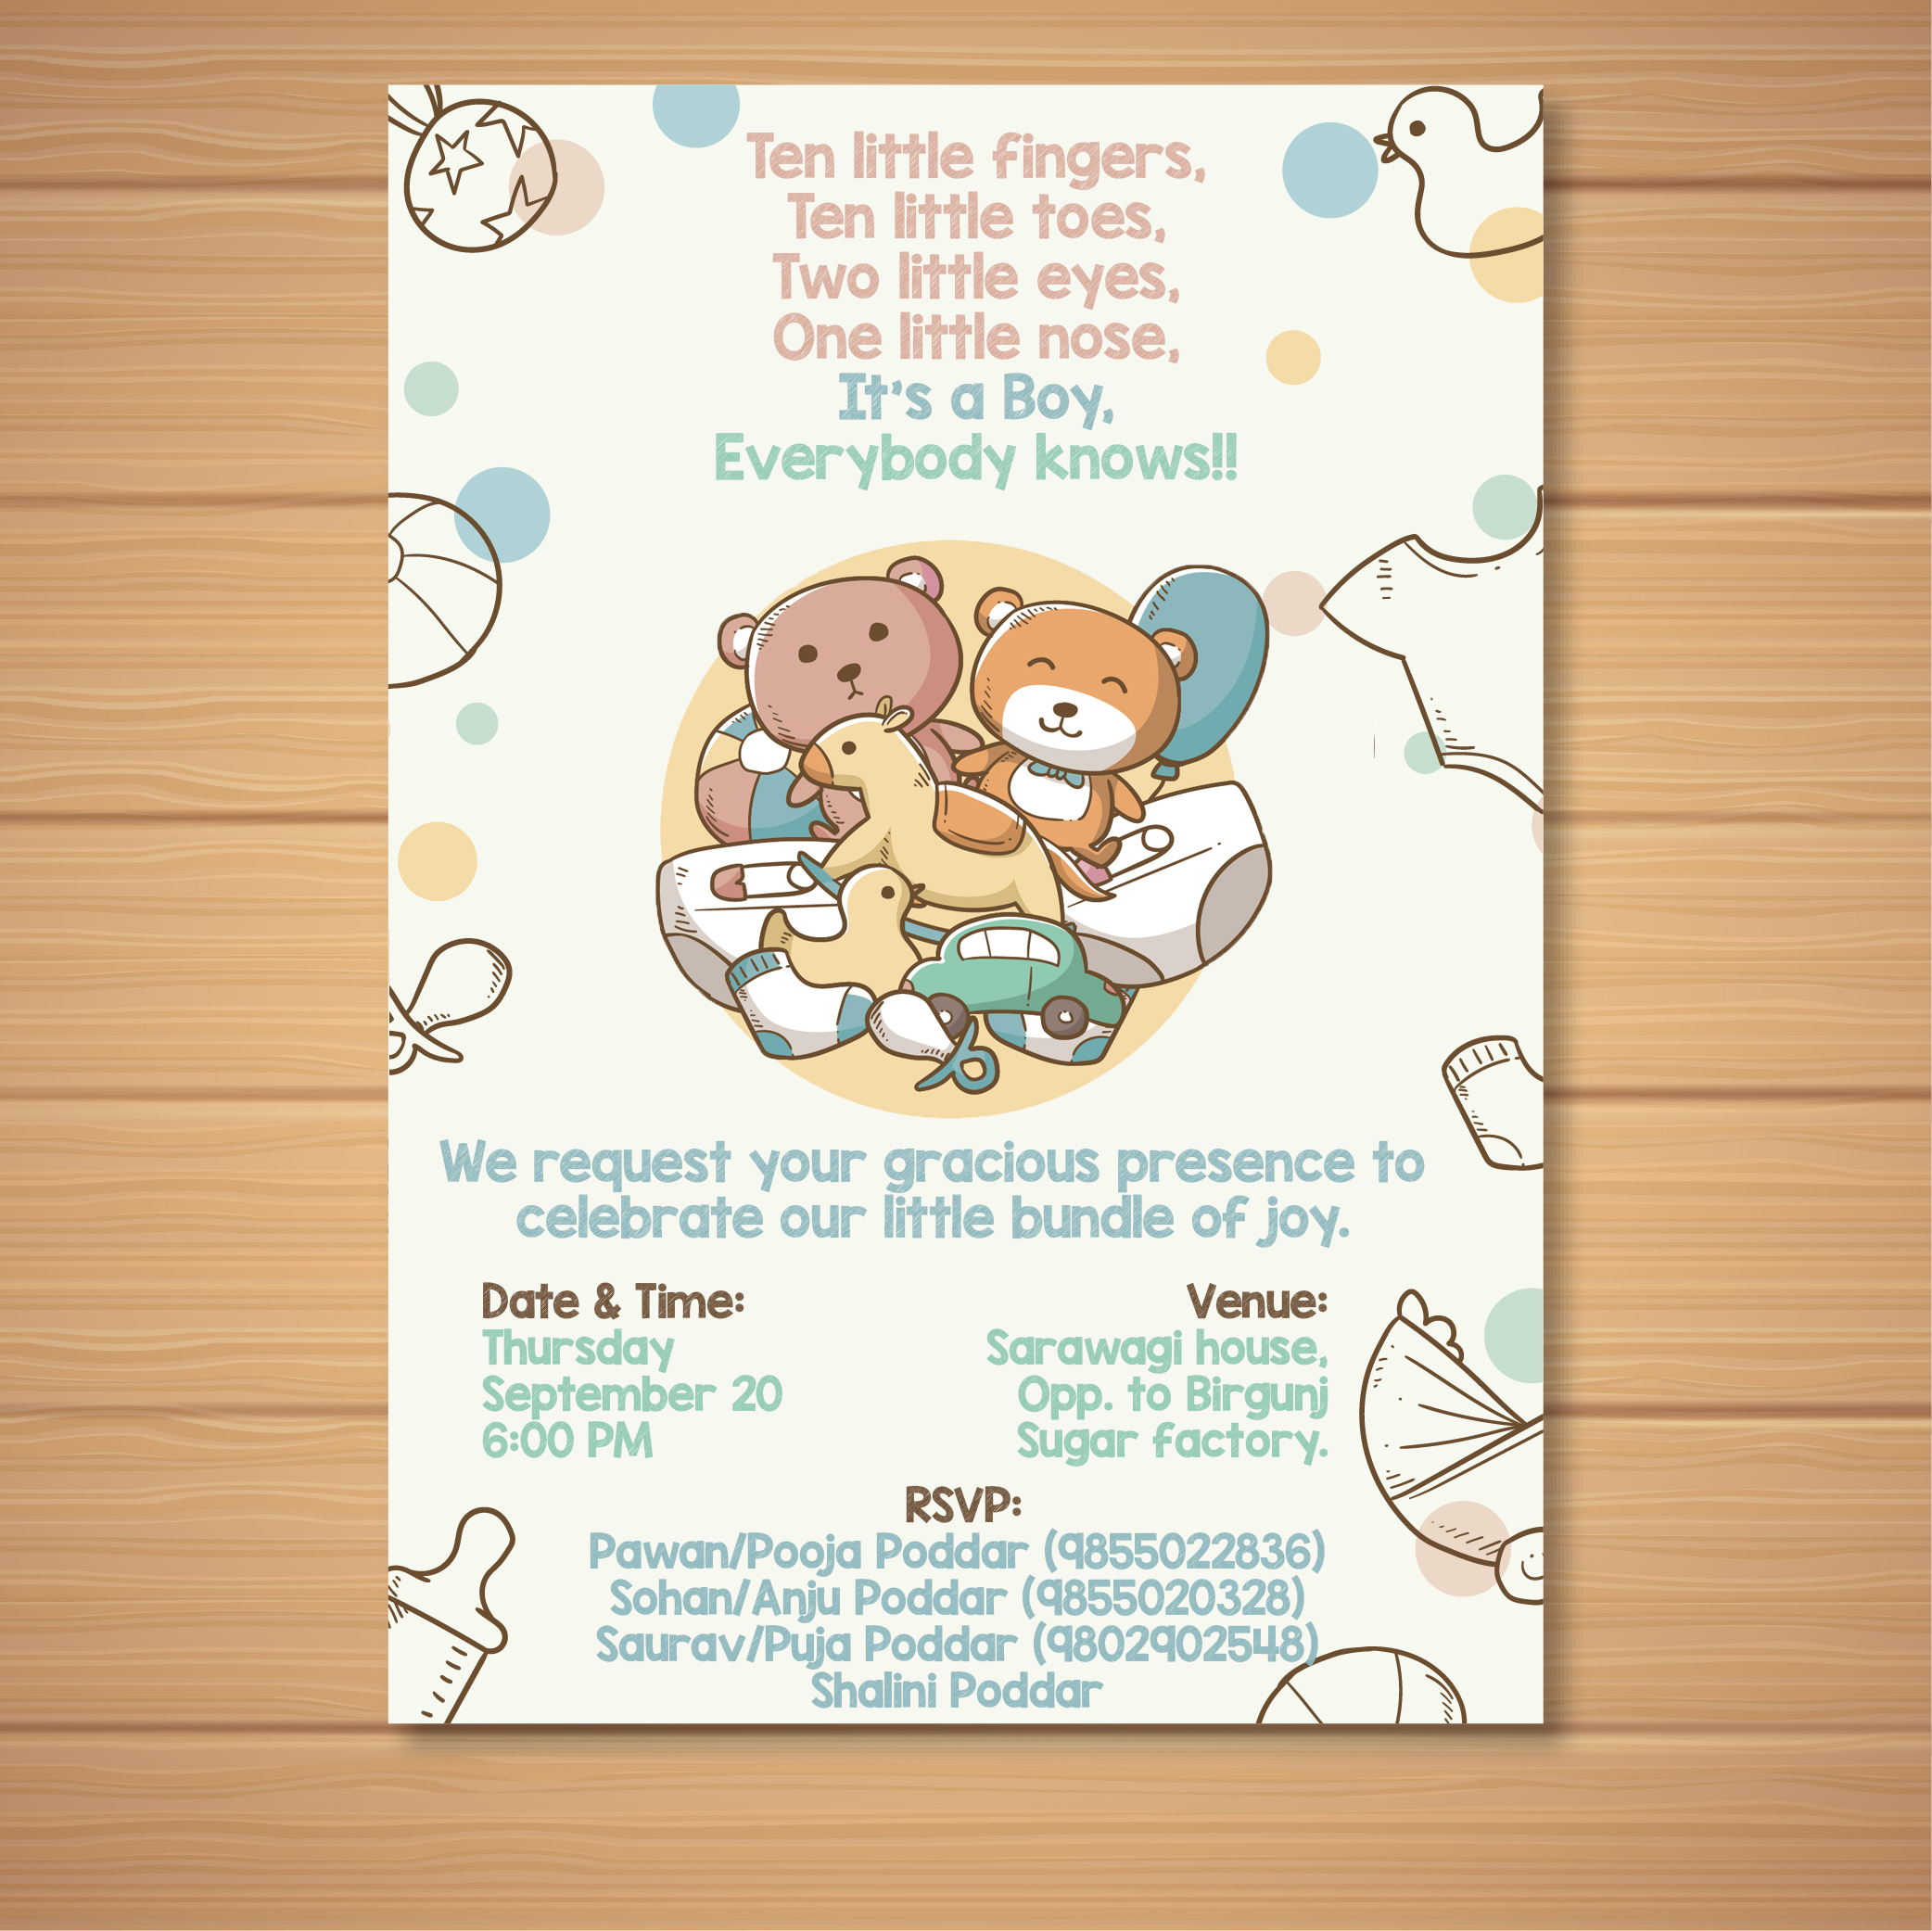 Ten little fingers,
Ten little toes,
Two little eyes,
One little nose,
It's a Boy,
Everybody knows!!
We request your gracious presence to
celebrate our little bundle of joy.
Date & Time:
Thursday
September 20
6:00 PM
Venue:
Sarawagi house,
Opp. to Birgunj
Sugar factory.
RSVP:
Pawan/Pooja Poddar (9855022836)
Sohan/Anju Poddar (9855020328)
Saurav/Puja Poddar (9802902548)
Shalini Poddar